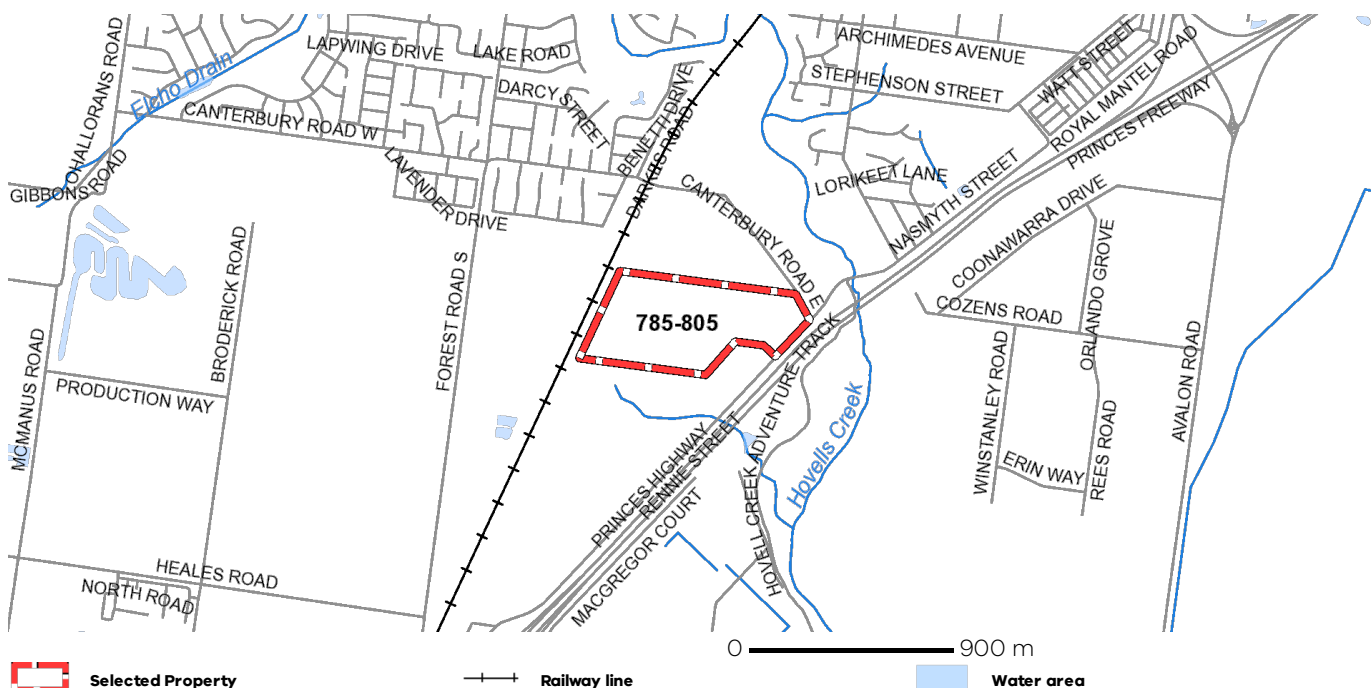 OHALLORANS ROAD
LAPWING DRIVE
LAKE ROAD
ARCHIMEDES AVENUE
WATT STREET
ROYAL MANTEL ROAD
Elcho Drain
DARCY STREET
BENETTI DRIVE
STEPHENSON STREET
PRINCES FREEWAY
CANTERBURY ROAD W
GIBBONS ROAD
LAVENDER DRIVE
ROAD
CANTERBURY ROAD E
LORIKEET LANE
NASMYTH STREET
COONAWARRA DRIVE
ORLANDO GROVE
BRODERICK ROAD
FOREST ROAD S
785-805
COZENS ROAD
MCMANUS ROAD
PRODUCTION WAY
HOVELL CREEK ADVENTURE TRACK
WINSTANLEY ROAD
AVALON ROAD
REES ROAD
ERIN WAY
Hovells Creek
PRINCES HIGHWAY
RENNIE STREET
MACGREGOR COURT
HEALES ROAD
NORTH ROAD
0 900 m
Selected Property
Railway line
Water area